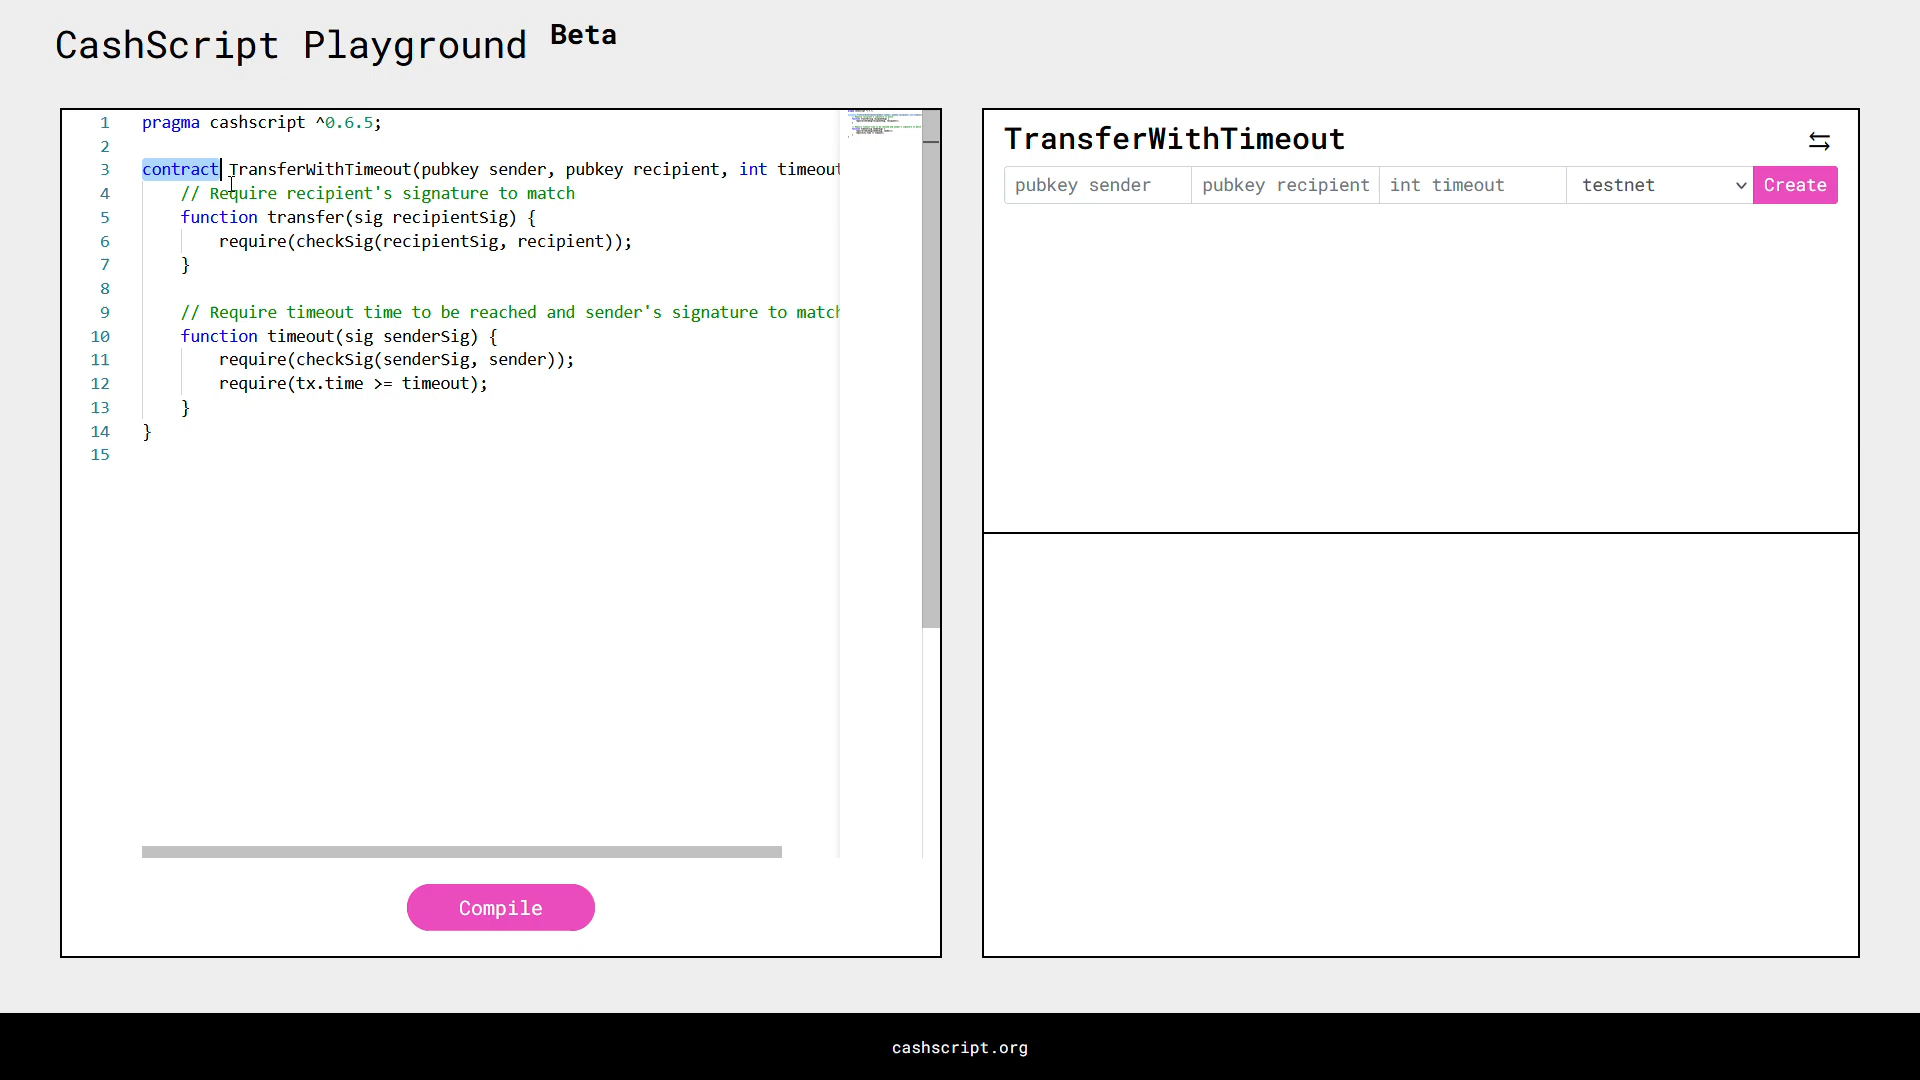 CashScript Playground Beta
1 pragma cashscript ^0.6.5;
2
3 contract TransferWithTimeout(pubkey sender, pubkey recipient, int timeout
4 // Require recipient's signature to match
5 function transfer(sig recipientSig) {
6 require(checkSig(recipientSig, recipient));
7 }
8
9 // Require timeout time to be reached and sender's signature to match
10 function timeout(sig senderSig) {
11 require(checkSig(senderSig, sender));
12 require(tx.time >= timeout);
13 }
14 }
15
Compile
TransferWithTimeout
pubkey sender pubkey recipient int timeout testnet Create
cashscript.org